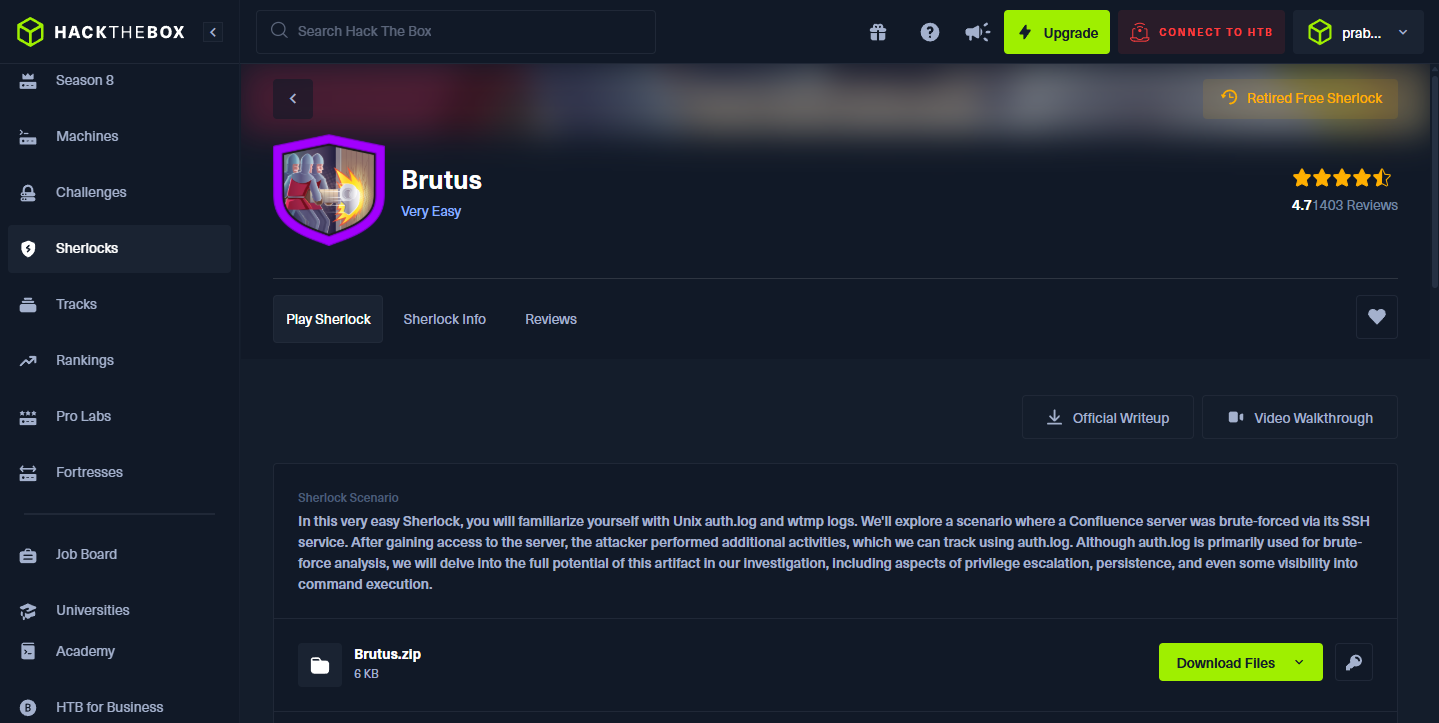 HACKTHEBOX
Search Hack The Box
Upgrade
CONNECT TO HTB
prab...
Season 8
Machines
Challenges
Sherlocks
Tracks
Rankings
Pro Labs
Fortresses
Job Board
Universities
Academy
HTB for Business
Retired Free Sherlock
Brutus
Very Easy
4.7 1403 Reviews
Play Sherlock
Sherlock Info
Reviews
Official Writeup
Video Walkthrough
Sherlock Scenario
In this very easy Sherlock, you will familiarize yourself with Unix auth.log and wtmp logs. We'll explore a scenario where a Confluence server was brute-forced via its SSH
service. After gaining access to the server, the attacker performed additional activities, which we can track using auth.log. Although auth.log is primarily used for brute-
force analysis, we will delve into the full potential of this artifact in our investigation, including aspects of privilege escalation, persistence, and even some visibility into
command execution.
Brutus.zip
6 KB
Download Files